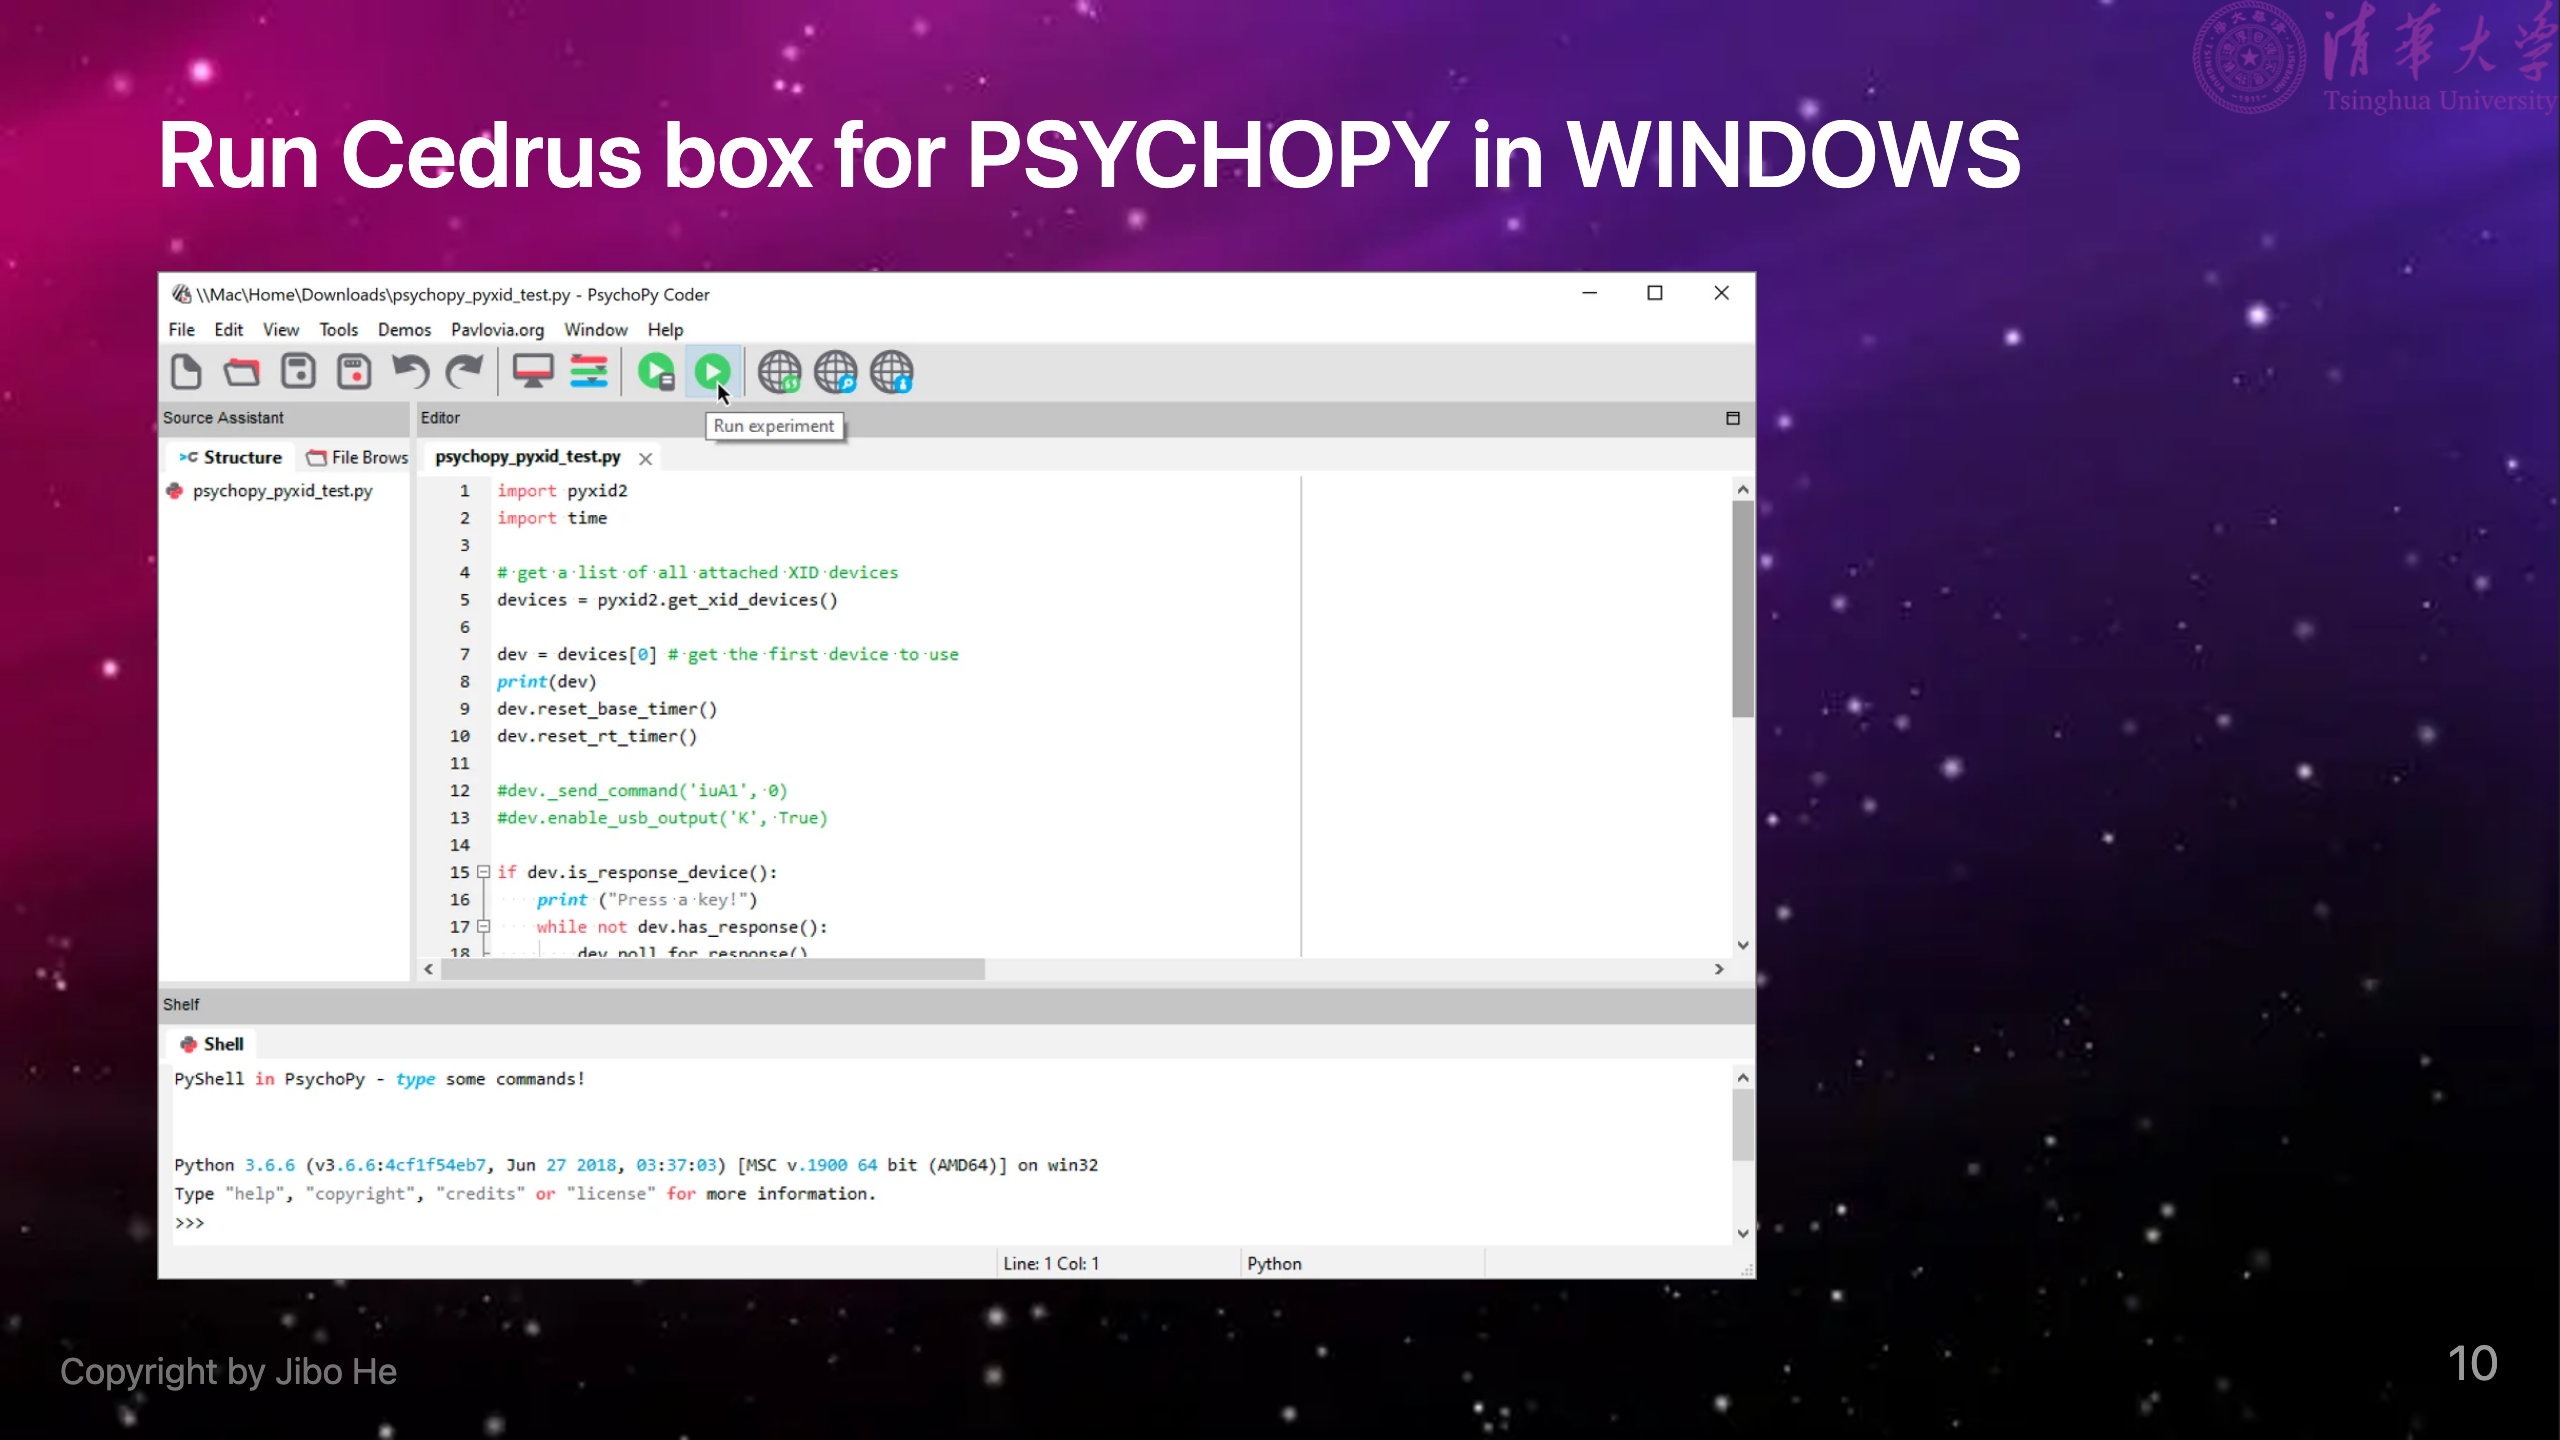 清华大学
Tsinghua University
Run Cedrus box for PSYCHOPY in WINDOWS
\\Mac\Home\Downloads\psychopy_pyxid_test.py - PsychoPy Coder
File Edit View Tools Demos Pavlovia.org Window Help
Source Assistant
Editor
Run experiment
Structure
File Brows
psychopy_pyxid_test.py
psychopy_pyxid_test.py
1 import pyxid2
2 import time
3
4 # get a list of all attached XID devices
5 devices = pyxid2.get_xid_devices()
6
7 dev = devices[0] # get the first device to use
8 print(dev)
9 dev.reset_base_timer()
10 dev.reset_rt_timer()
11
12 #dev._send_command('iuA1', 0)
13 #dev.enable_usb_output('K', True)
14
15 if dev.is_response_device():
16 print ("Press a key!")
17 while not dev.has_response():
18 dev.poll_for_response()
Shelf
Shell
PyShell in PsychoPy - type some commands!
Python 3.6.6 (v3.6.6:4cf1f54eb7, Jun 27 2018, 03:37:03) [MSC v.1900 64 bit (AMD64)] on win32
Type "help", "copyright", "credits" or "license" for more information.
>>>
Line: 1 Col: 1
Python
Copyright by Jibo He
10